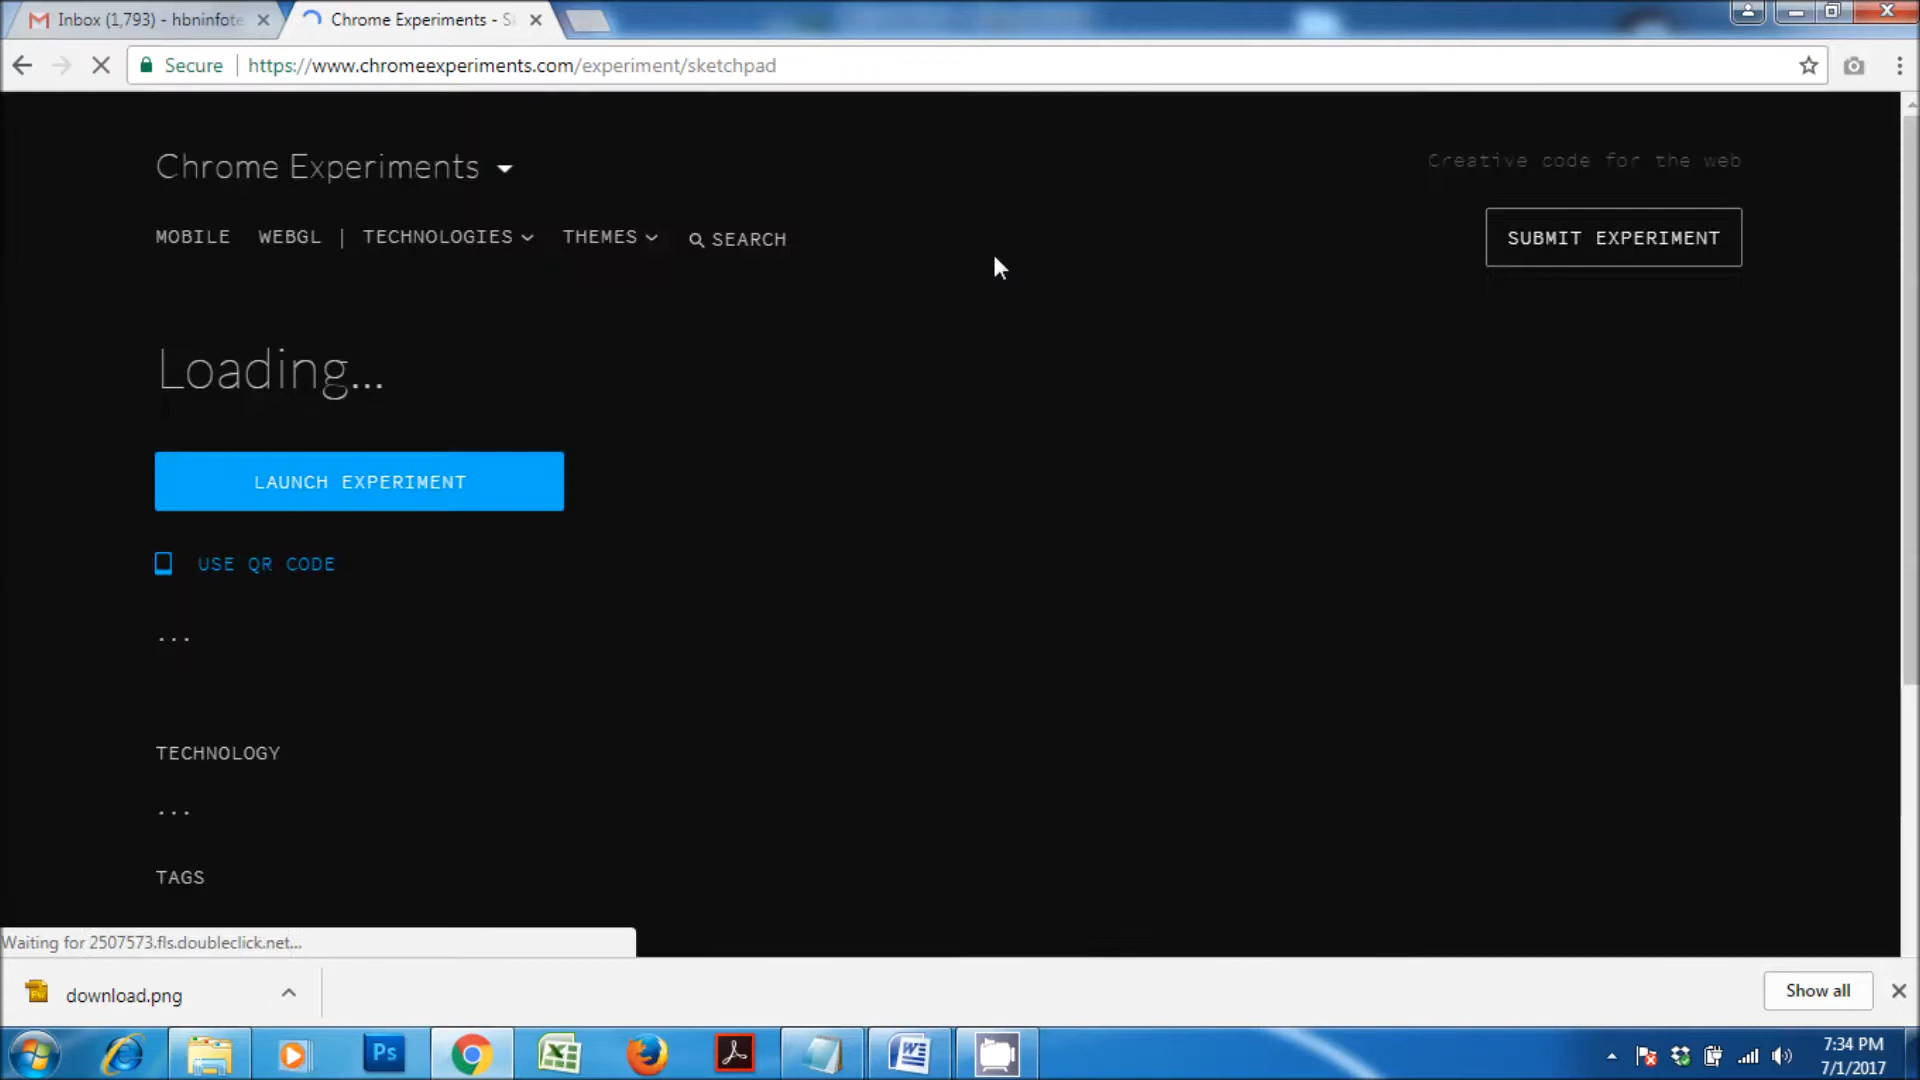 Inbox (1,793) - hbninfote
Chrome Experiments - S
Secure
https://www.chromeexperiments.com/experiment/sketchpad
Chrome Experiments
Creative code for the web
MOBILE WEBGL | TECHNOLOGIES THEMES SEARCH
SUBMIT EXPERIMENT
Loading...
LAUNCH EXPERIMENT
USE QR CODE
...
TECHNOLOGY
...
TAGS
Waiting for 2507573.fls.doubleclick.net...
download.png
Show all
Ps
7:34 PM
7/1/2017